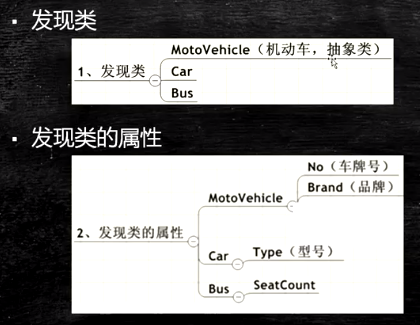 · 发现类
MotoVehicle（机动车，抽象类）
1、发现类
Car
Bus
· 发现类的属性
No（车牌号）
Brand（品牌）
MotoVehicle
2、发现类的属性
Car
Type（型号）
Bus
SeatCount